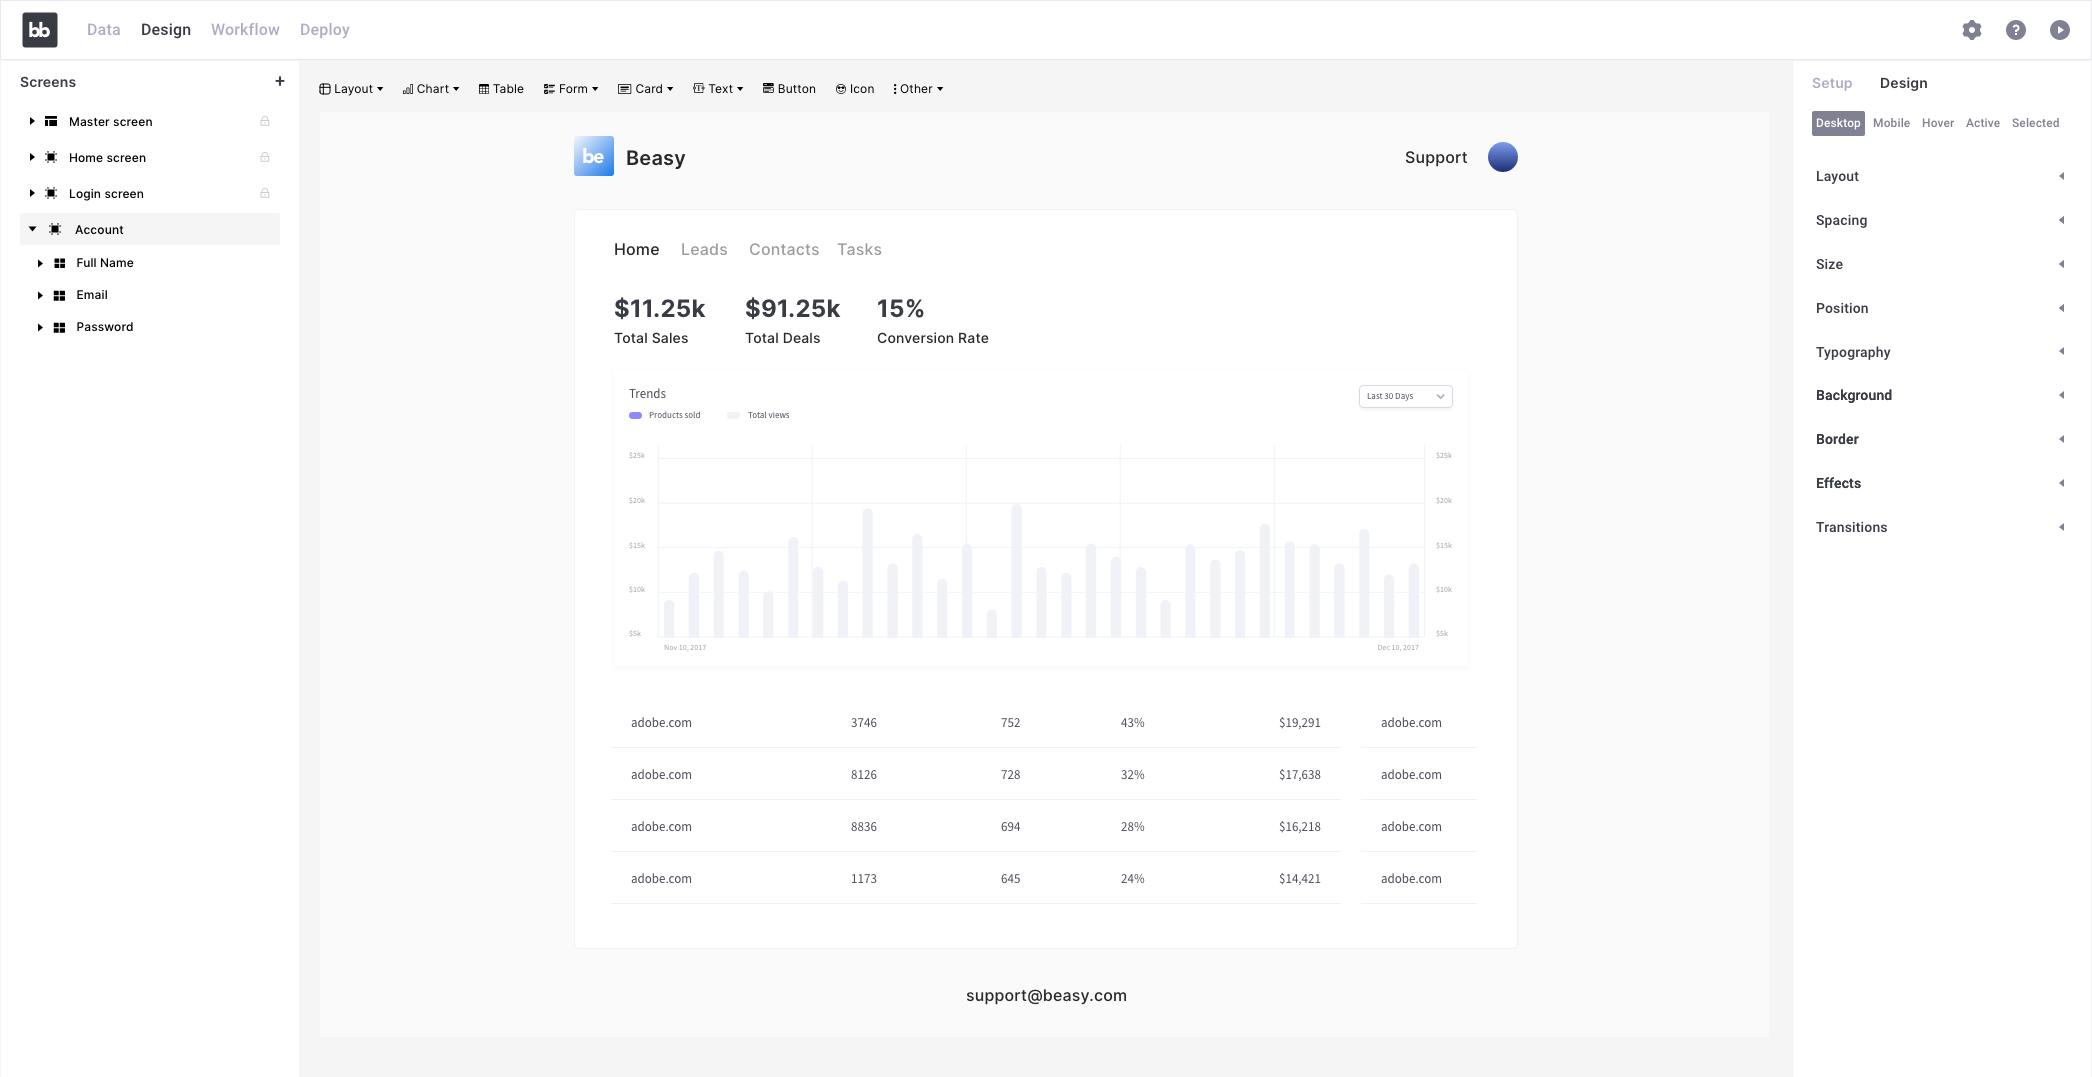 bb Data Design Workflow Deploy ?
Screens +
Master screen
Home screen
Login screen
Account
Full Name
Email
Password
Layout Chart Table Form Card Text Button Icon Other
be Beasy Support
Home Leads Contacts Tasks
$11.25k $91.25k 15%
Total Sales Total Deals Conversion Rate
Trends Last 30 Days
Products sold Total views
$25k $25k
$20k $20k
$15k $15k
$10k $10k
$5k $5k
Nov 10, 2017 Dec 10, 2017
adobe.com 3746 752 43% $19,291 adobe.com
adobe.com 8126 728 32% $17,638 adobe.com
adobe.com 8836 694 28% $16,218 adobe.com
adobe.com 1173 645 24% $14,421 adobe.com
support@beasy.com
Setup Design
Desktop Mobile Hover Active Selected
Layout
Spacing
Size
Position
Typography
Background
Border
Effects
Transitions